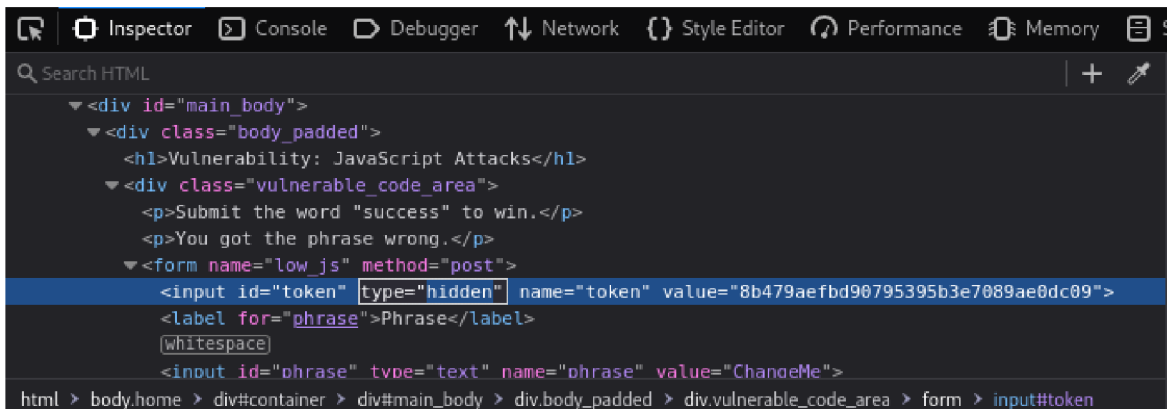 Inspector Console Debugger Network Style Editor Performance Memory
Search HTML
<div id="main_body">
<div class="body_padded">
<h1>Vulnerability: JavaScript Attacks</h1>
<div class="vulnerable_code_area">
<p>Submit the word "success" to win.</p>
<p>You got the phrase wrong.</p>
<form name="low_js" method="post">
<input id="token" type="hidden" name="token" value="8b479aefbd90795395b3e7089ae0dc09">
<label for="phrase">Phrase</label>
whitespace
<input id="phrase" type="text" name="phrase" value="ChangeMe">
html > body.home > div#container > div#main_body > div.body_padded > div.vulnerable_code_area > form > input#token